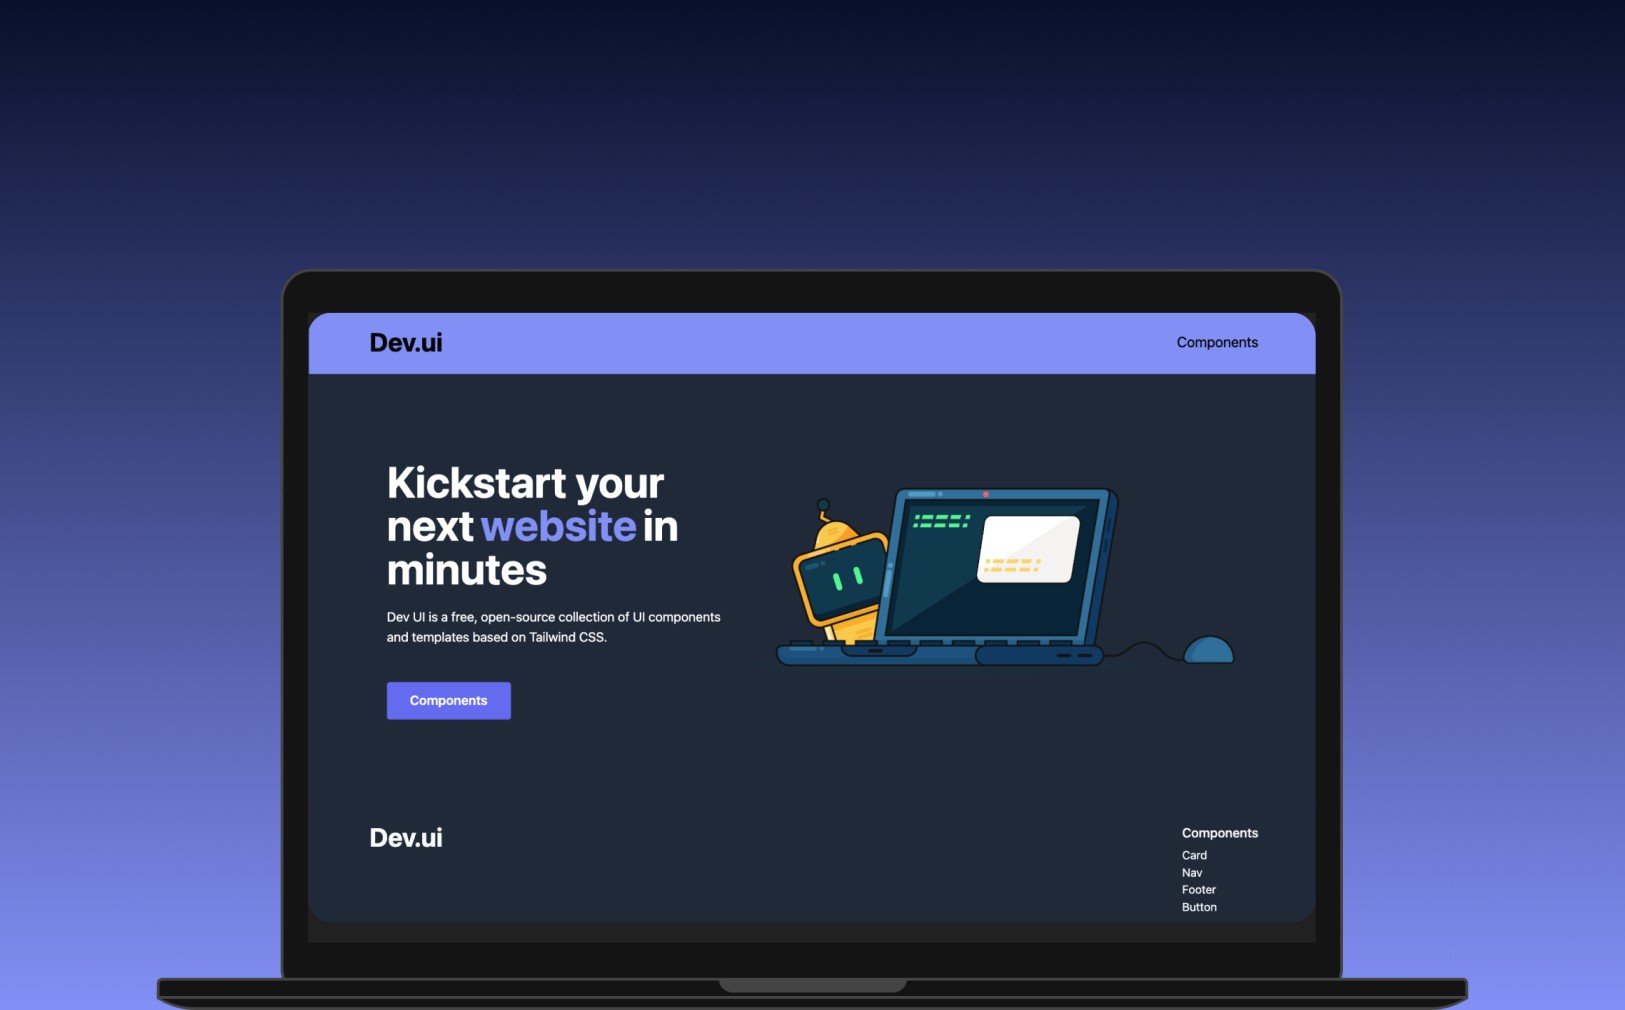 Dev.ui
Components
Kickstart your
next website in
minutes
Dev UI is a free, open-source collection of UI components
and templates based on Tailwind CSS.
Components
Dev.ui
Components
Card
Nav
Footer
Button